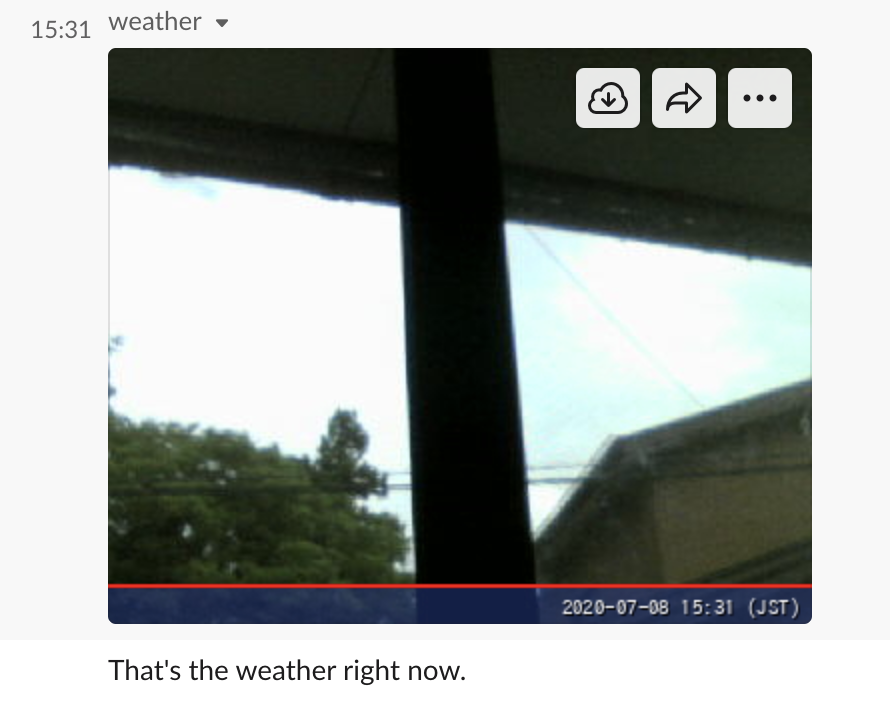 15:31 weather
2020-07-08 15:31 (JST)
That's the weather right now.